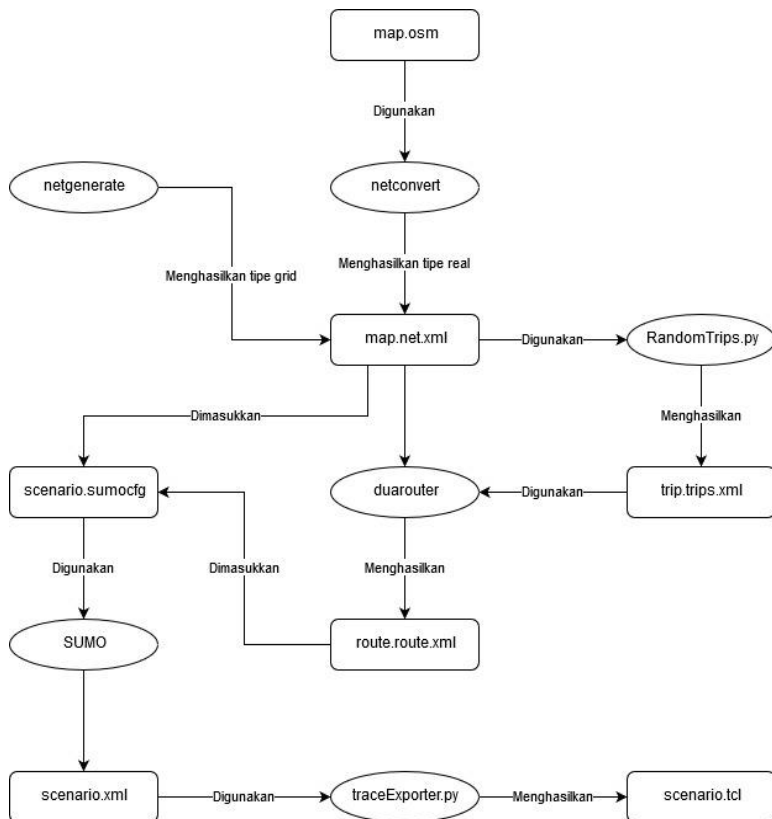 map.osm
Digunakan
netgenerate
netconvert
Menghasilkan tipe grid
Menghasilkan tipe real
map.net.xml
Digunakan
RandomTrips.py
Dimasukkan
Menghasilkan
scenario.sumocfg
duarouter
Digunakan
trip.trips.xml
Digunakan
Dimasukkan
Menghasilkan
SUMO
route.route.xml
scenario.xml
Digunakan
traceExporter.py
Menghasilkan
scenario.tcl